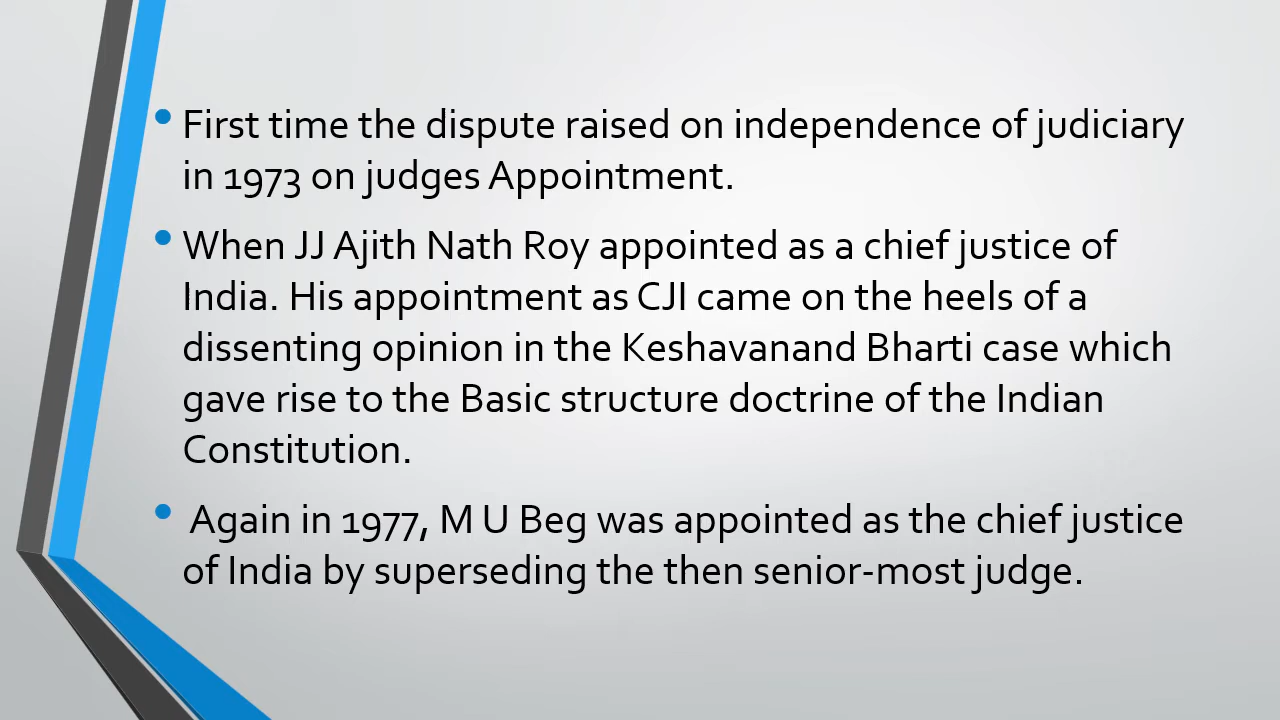 • First time the dispute raised on independence of judiciary
in 1973 on judges Appointment.
• When JJ Ajith Nath Roy appointed as a chief justice of
India. His appointment as CJI came on the heels of a
dissenting opinion in the Keshavanand Bharti case which
gave rise to the Basic structure doctrine of the Indian
Constitution.
• Again in 1977, M U Beg was appointed as the chief justice
of India by superseding the then senior-most judge.